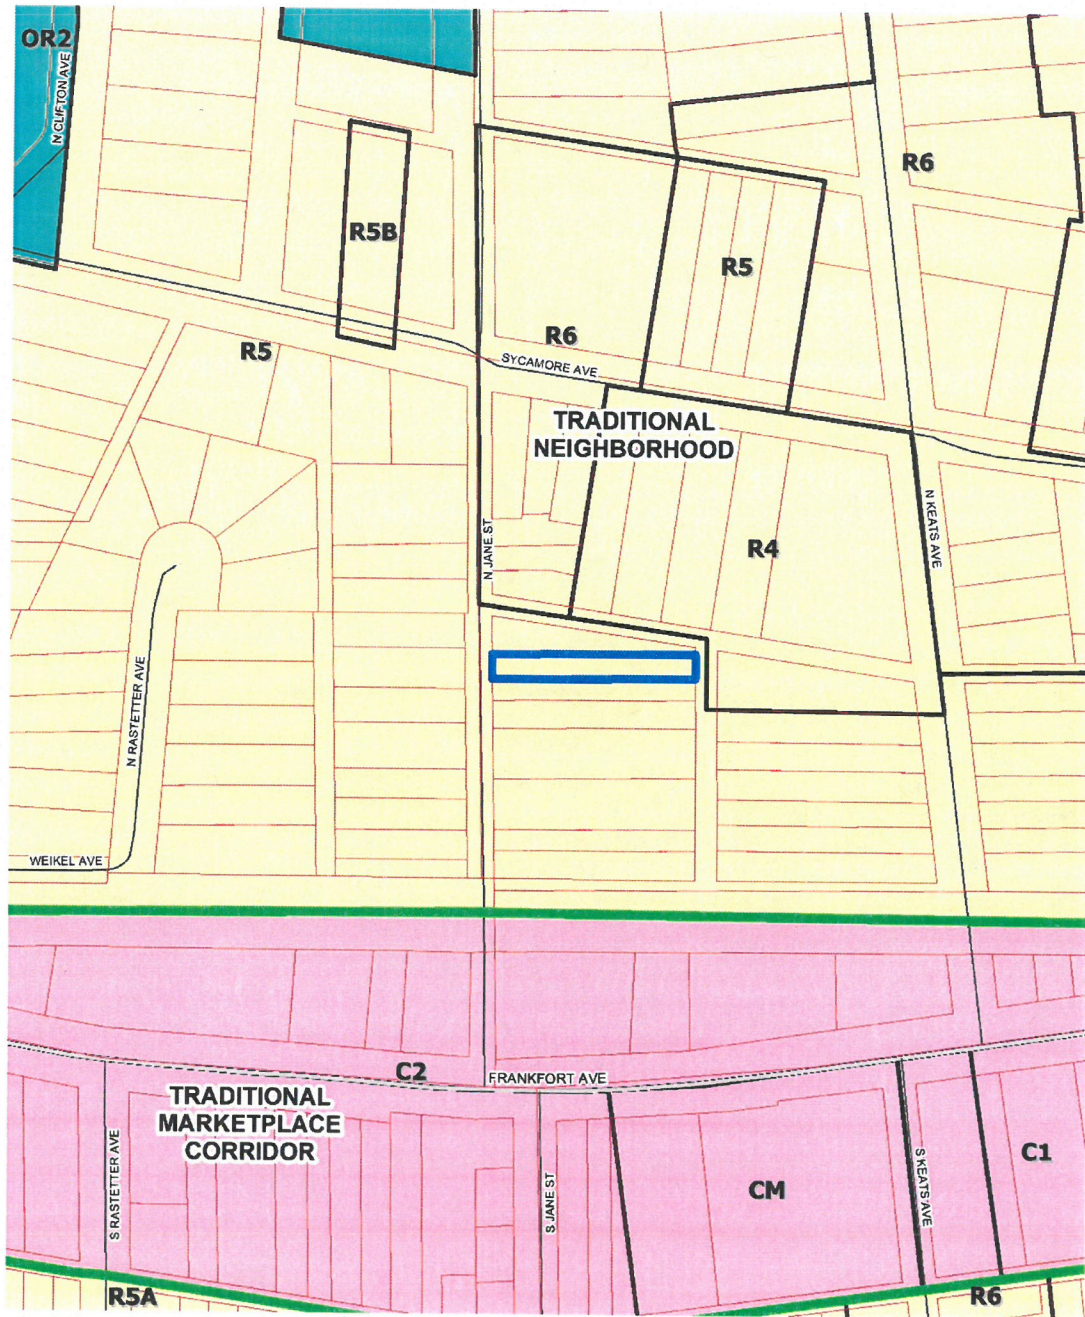 OR2
N CLIFTON AVE
R6
R5B
R5
R6
R5
SYCAMORE AVE
TRADITIONAL
NEIGHBORHOOD
N KEATS AVE
N JANE ST
R4
N RASTETTER AVE
WEIKEL AVE
C2
FRANKFORT AVE
TRADITIONAL
MARKETPLACE
CORRIDOR
S RASTETTER AVE
S JANE ST
CM
S KEATS AVE
C1
R5A
R6